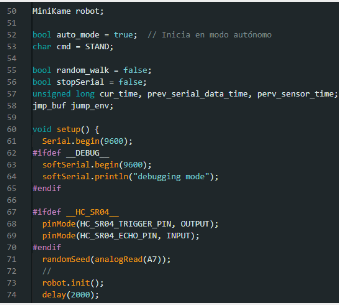 50 MiniKame robot;
51
52 bool auto_mode = true; // Inicia en modo autónomo
53 char cmd = STAND;
54
55 bool random_walk = false;
56 bool stopSerial = false;
57 unsigned long cur_time, prev_serial_data_time, perv_sensor_time;
58 jmp_buf jump_env;
59
60 void setup() {
61 Serial.begin(9600);
62 #ifdef __DEBUG__
63 softSerial.begin(9600);
64 softSerial.println("debugging mode");
65 #endif
66
67 #ifdef __HC_SR04__
68 pinMode(HC_SR04_TRIGGER_PIN, OUTPUT);
69 pinMode(HC_SR04_ECHO_PIN, INPUT);
70 #endif
71 randomSeed(analogRead(A7));
72 //
73 robot.init();
74 delay(2000);